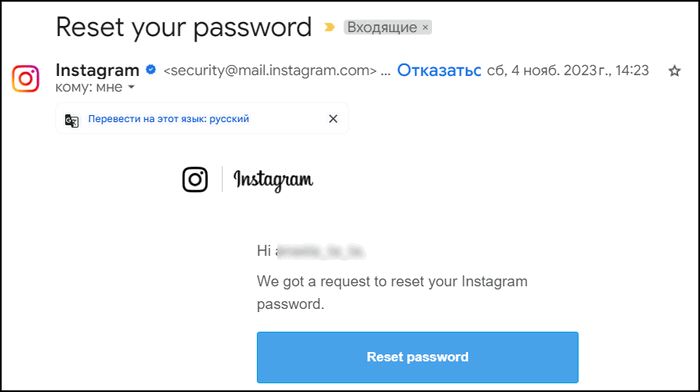 Reset your password Входящие ×
Instagram <security@mail.instagram.com> ... Отказатьс сб, 4 нояб. 2023 г., 14:23
кому: мне
Перевести на этот язык: русский ×
Instagram
Hi
We got a request to reset your Instagram
password.
Reset password